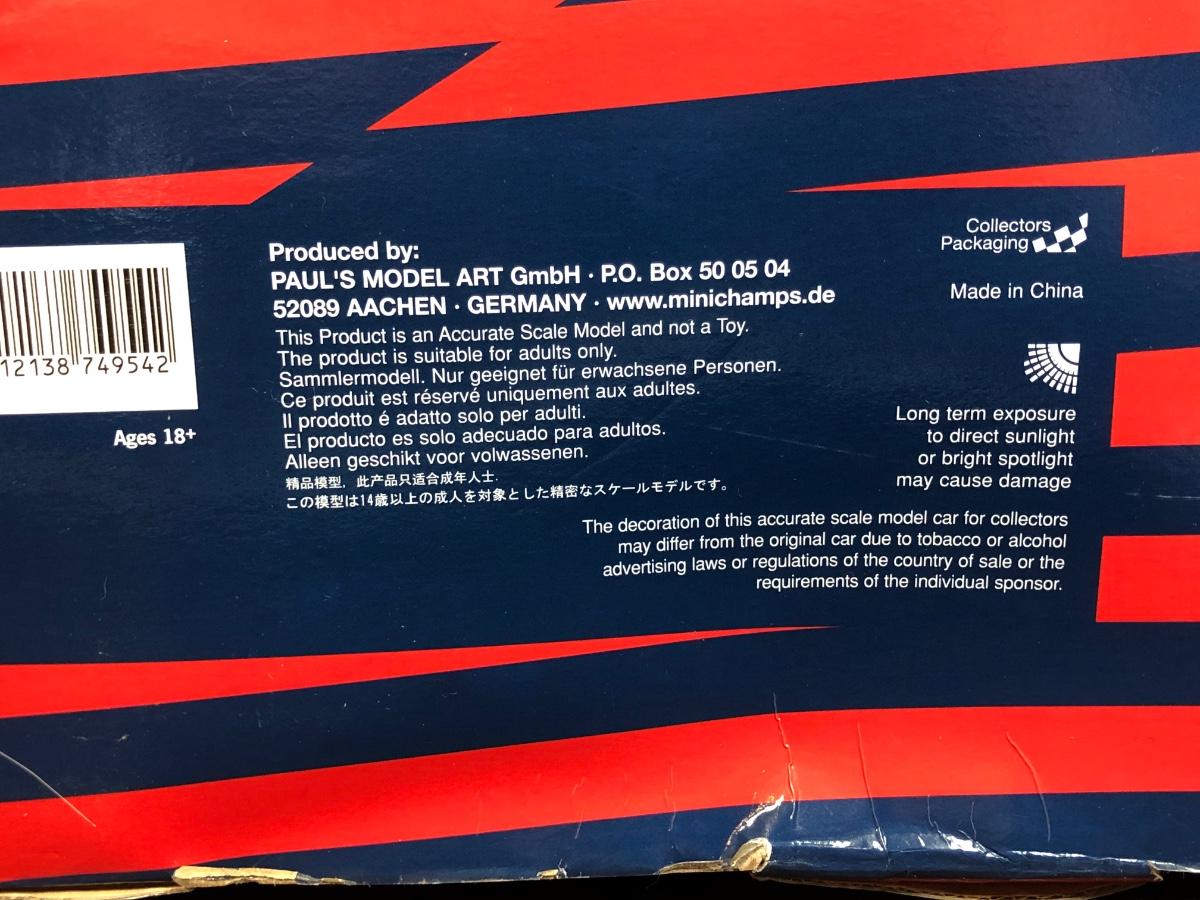 Produced by:
PAUL'S MODEL ART GmbH · P.O. Box 50 05 04
52089 AACHEN · GERMANY · www.minichamps.de
This Product is an Accurate Scale Model and not a Toy.
The product is suitable for adults only.
Sammlermodell. Nur geeignet für erwachsene Personen.
Ce produit est réservé uniquement aux adultes.
Il prodotto é adatto solo per adulti.
El producto es solo adecuado para adultos.
Alleen geschikt voor volwassenen.
精品模型，此产品只适合成年人士.
この模型は14歳以上の成人を対象とした精密なスケールモデルです。
12138 749542
Ages 18+
Collectors
Packaging
Made in China
Long term exposure
to direct sunlight
or bright spotlight
may cause damage
The decoration of this accurate scale model car for collectors
may differ from the original car due to tobacco or alcohol
advertising laws or regulations of the country of sale or the
requirements of the individual sponsor.